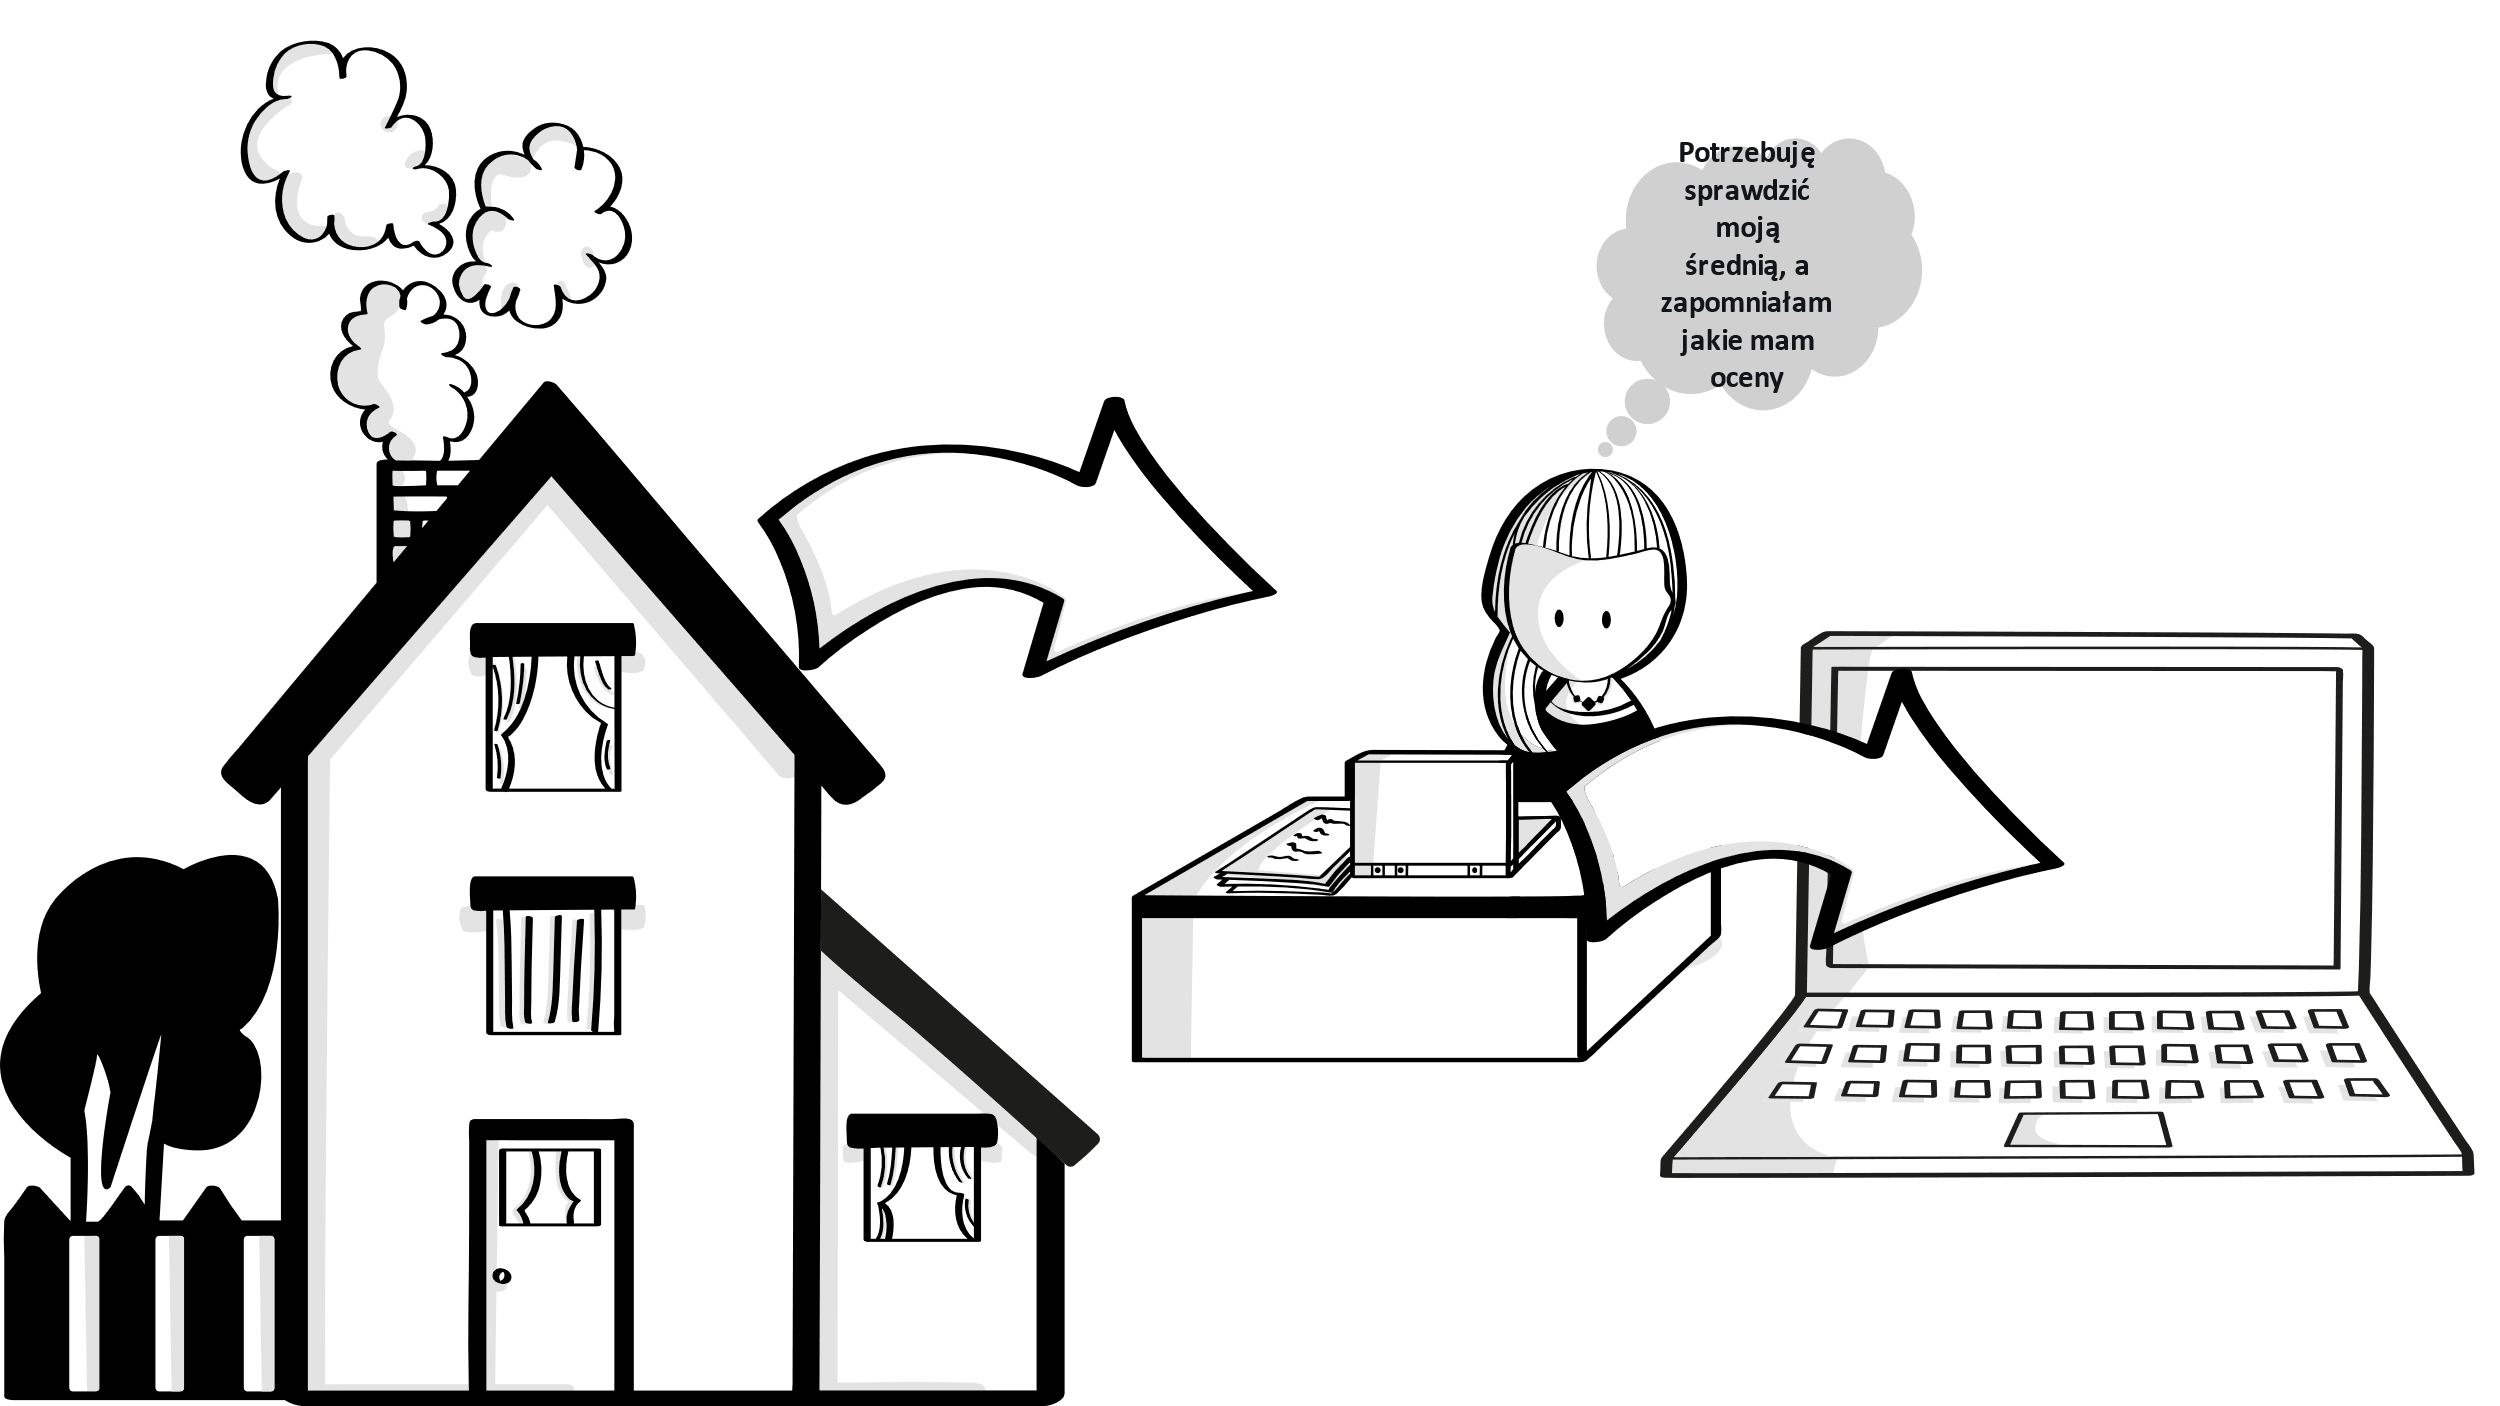 Potrzebuję
sprawdzić
moją
średnią, a
zapomniałam
jakie mam
oceny